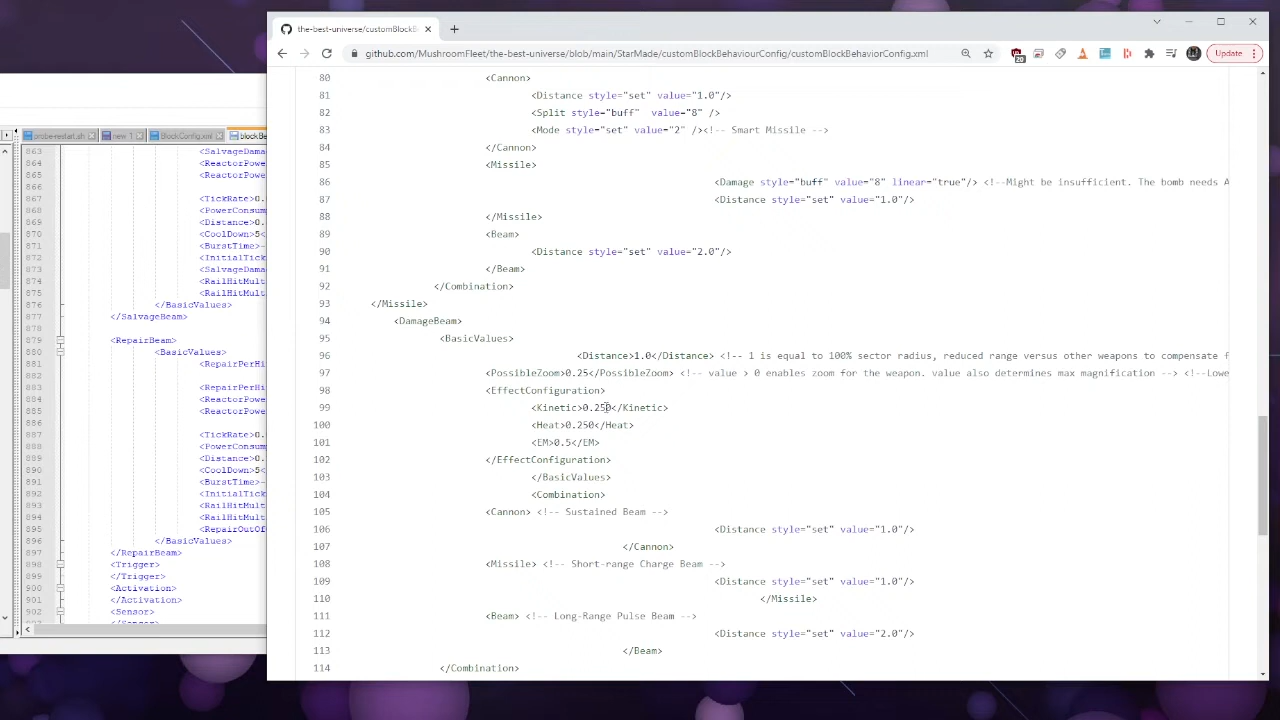 the-best-universe/customBlockB
github.com/MushroomFleet/the-best-universe/blob/main/StarMade/customBlockBehaviourConfig/customBlockBehaviorConfig.xml
20
Update
probe-restart.sh
new 1
BlockConfig.xml
blockBe
863 <SalvageDama
864 <ReactorPowe
865 <ReactorPowe
866
867 <TickRate>0.
868 <PowerConsum
869 <Distance>0.
870 <CoolDown>5<
871 <BurstTime>-
872 <InitialTick
873 <SalvageDama
874 <RailHitMult
875 <RailHitMult
876 </BasicValues>
877 </SalvageBeam>
878
879 <RepairBeam>
880 <BasicValues>
881 <RepairPerHi
882
883 <RepairPerHi
884 <ReactorPowe
885 <ReactorPowe
886
887 <TickRate>0.
888 <PowerConsum
889 <Distance>0.
890 <CoolDown>5<
891 <BurstTime>-
892 <InitialTick
893 <RailHitMult
894 <RailHitMult
895 <RepairOutOf
896 </BasicValues>
897 </RepairBeam>
898 <Trigger>
899 </Trigger>
900 <Activation>
901 </Activation>
902 <Sensor>
80 <Cannon>
81 <Distance style="set" value="1.0"/>
82 <Split style="buff" value="8" />
83 <Mode style="set" value="2" /><!-- Smart Missile -->
84 </Cannon>
85 <Missile>
86 <Damage style="buff" value="8" linear="true"/> <!--Might be insufficient. The bomb needs A
87 <Distance style="set" value="1.0"/>
88 </Missile>
89 <Beam>
90 <Distance style="set" value="2.0"/>
91 </Beam>
92 </Combination>
93 </Missile>
94 <DamageBeam>
95 <BasicValues>
96 <Distance>1.0</Distance> <!-- 1 is equal to 100% sector radius, reduced range versus other weapons to compensate f
97 <PossibleZoom>0.25</PossibleZoom> <!-- value > 0 enables zoom for the weapon. value also determines max magnification --> <!--Lowe
98 <EffectConfiguration>
99 <Kinetic>0.250</Kinetic>
100 <Heat>0.250</Heat>
101 <EM>0.5</EM>
102 </EffectConfiguration>
103 </BasicValues>
104 <Combination>
105 <Cannon> <!-- Sustained Beam -->
106 <Distance style="set" value="1.0"/>
107 </Cannon>
108 <Missile> <!-- Short-range Charge Beam -->
109 <Distance style="set" value="1.0"/>
110 </Missile>
111 <Beam> <!-- Long-Range Pulse Beam -->
112 <Distance style="set" value="2.0"/>
113 </Beam>
114 </Combination>